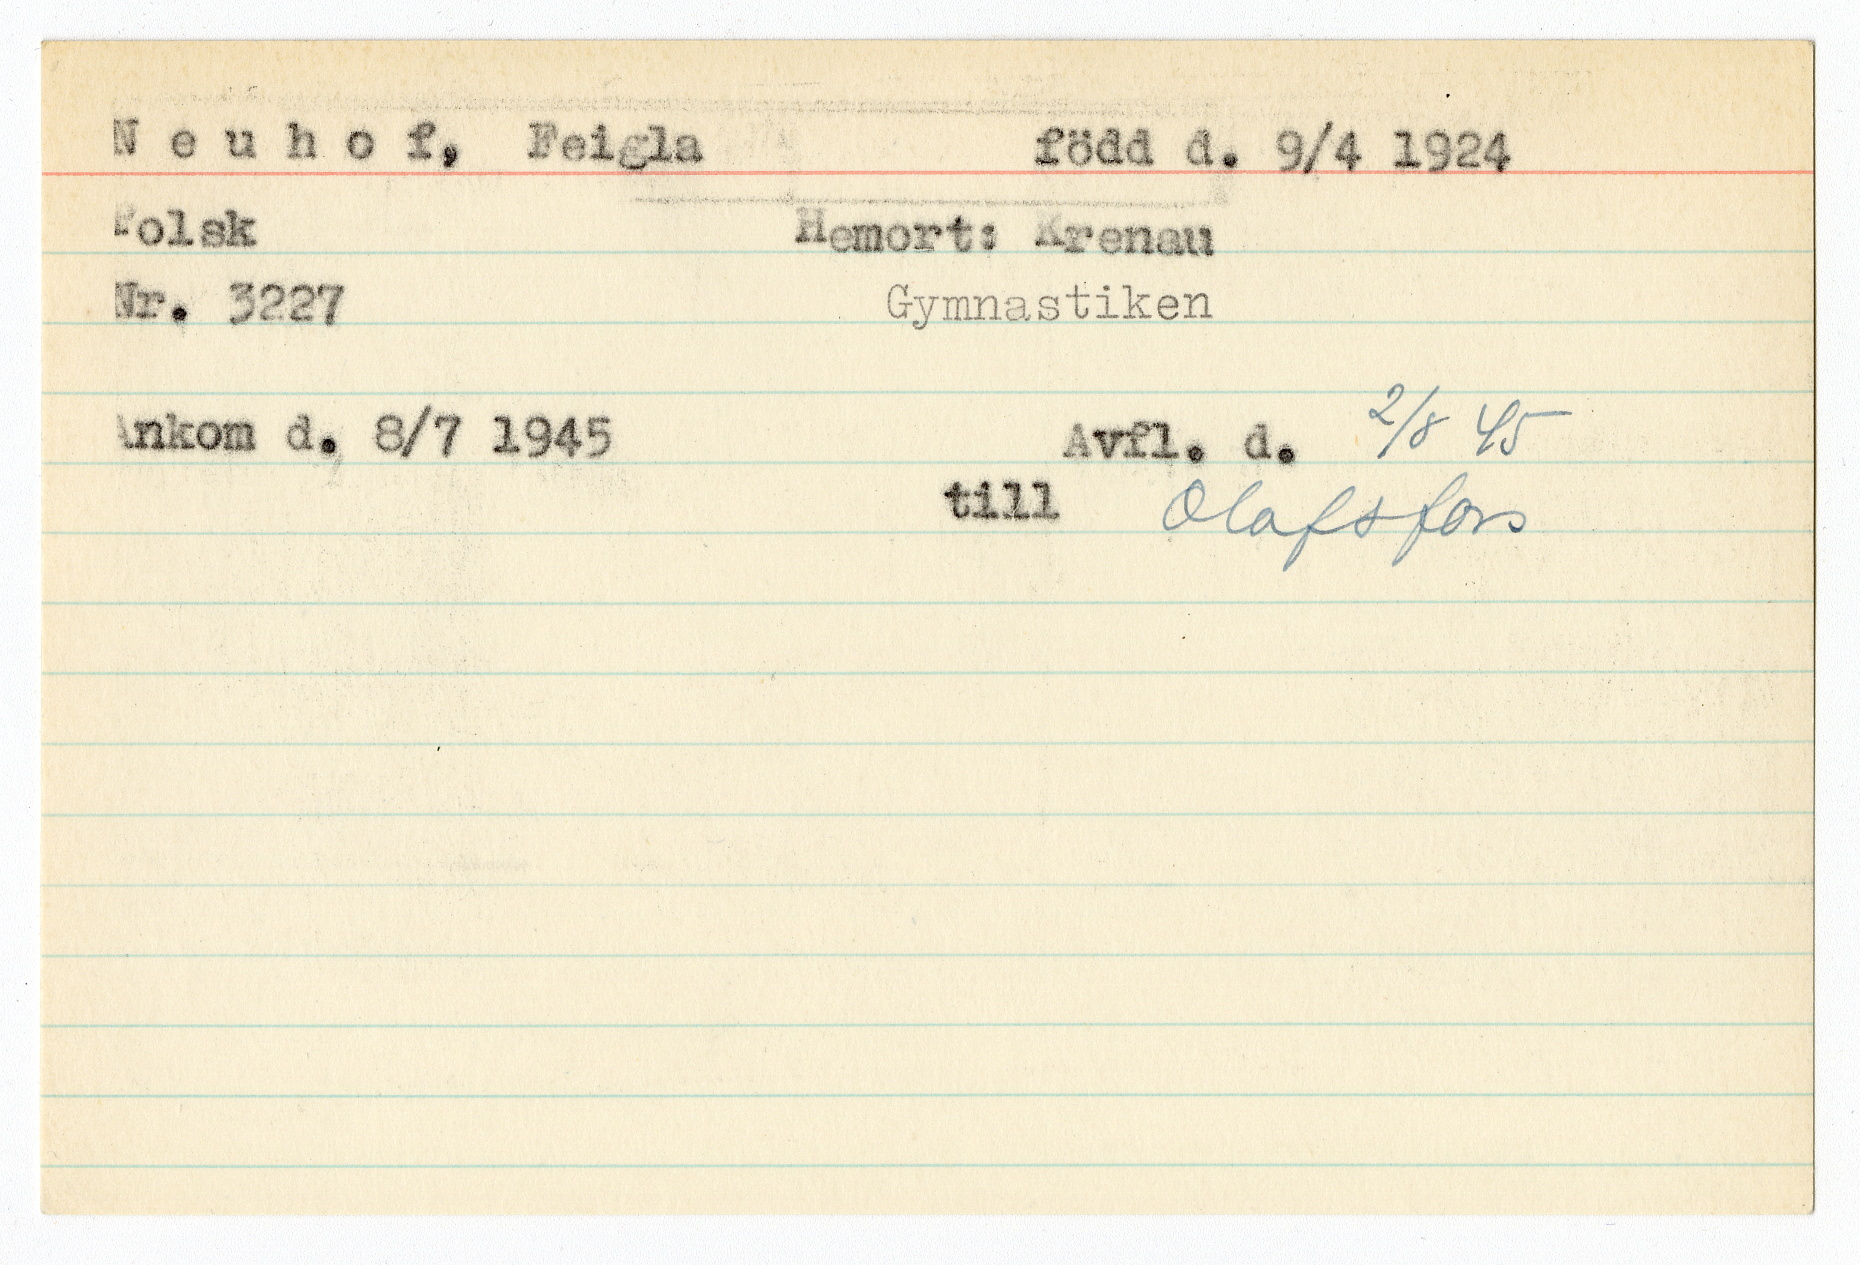 N e u h o f, Feigla född d. 9/4 1924
Polsk Hemort: Krenau
Nr. 3227 Gymnastiken
Ankom d. 8/7 1945 Avfl. d. 2/8 45
till Olafsfors